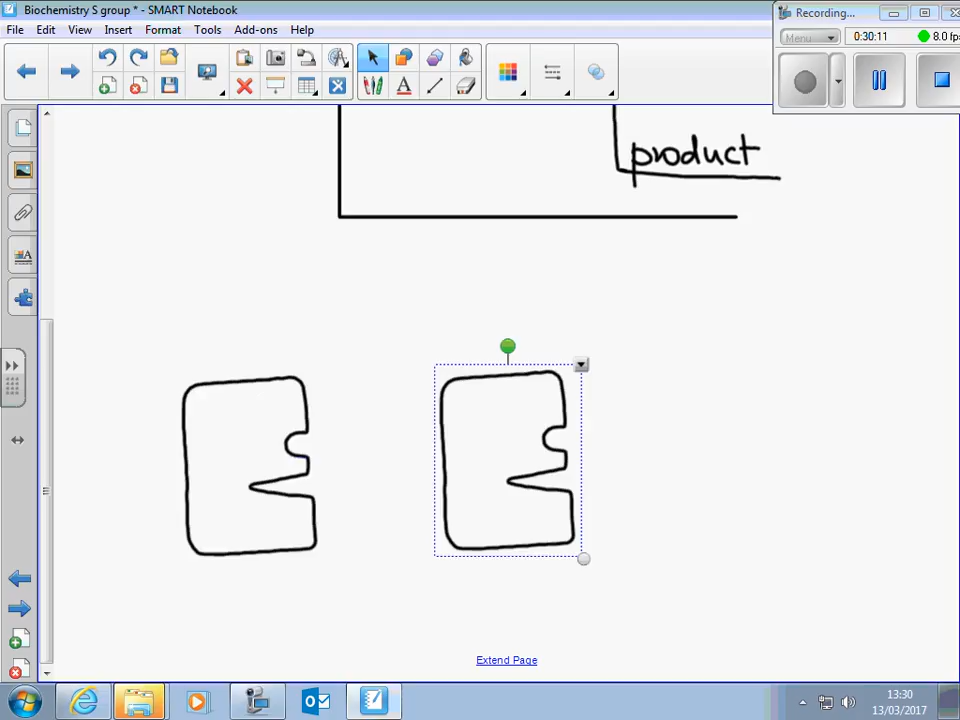 Biochemistry S group * - SMART Notebook
Recording...
File Edit View Insert Format Tools Add-ons Help
Menu 0:30:11 8.0 fp
product
Extend Page
13:30
13/03/2017